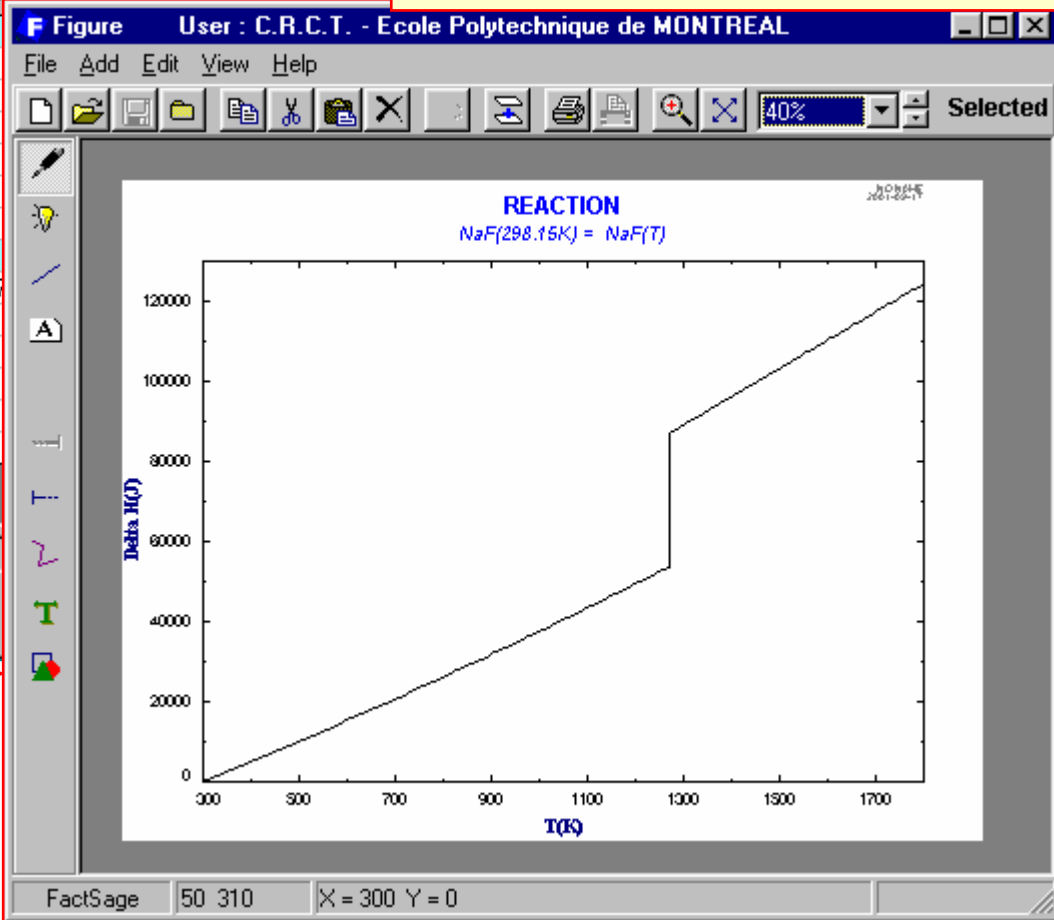 Figure User : C.R.C.T. - Ecole Polytechnique de MONTREAL
File Add Edit View Help
40% Selected
REACTION
NaF(298.15K) = NaF(T)
Delta H(J)
120000
100000
80000
60000
40000
20000
0
300 500 700 900 1100 1300 1500 1700
T(K)
A
T
FactSage 50 310 X = 300 Y = 0